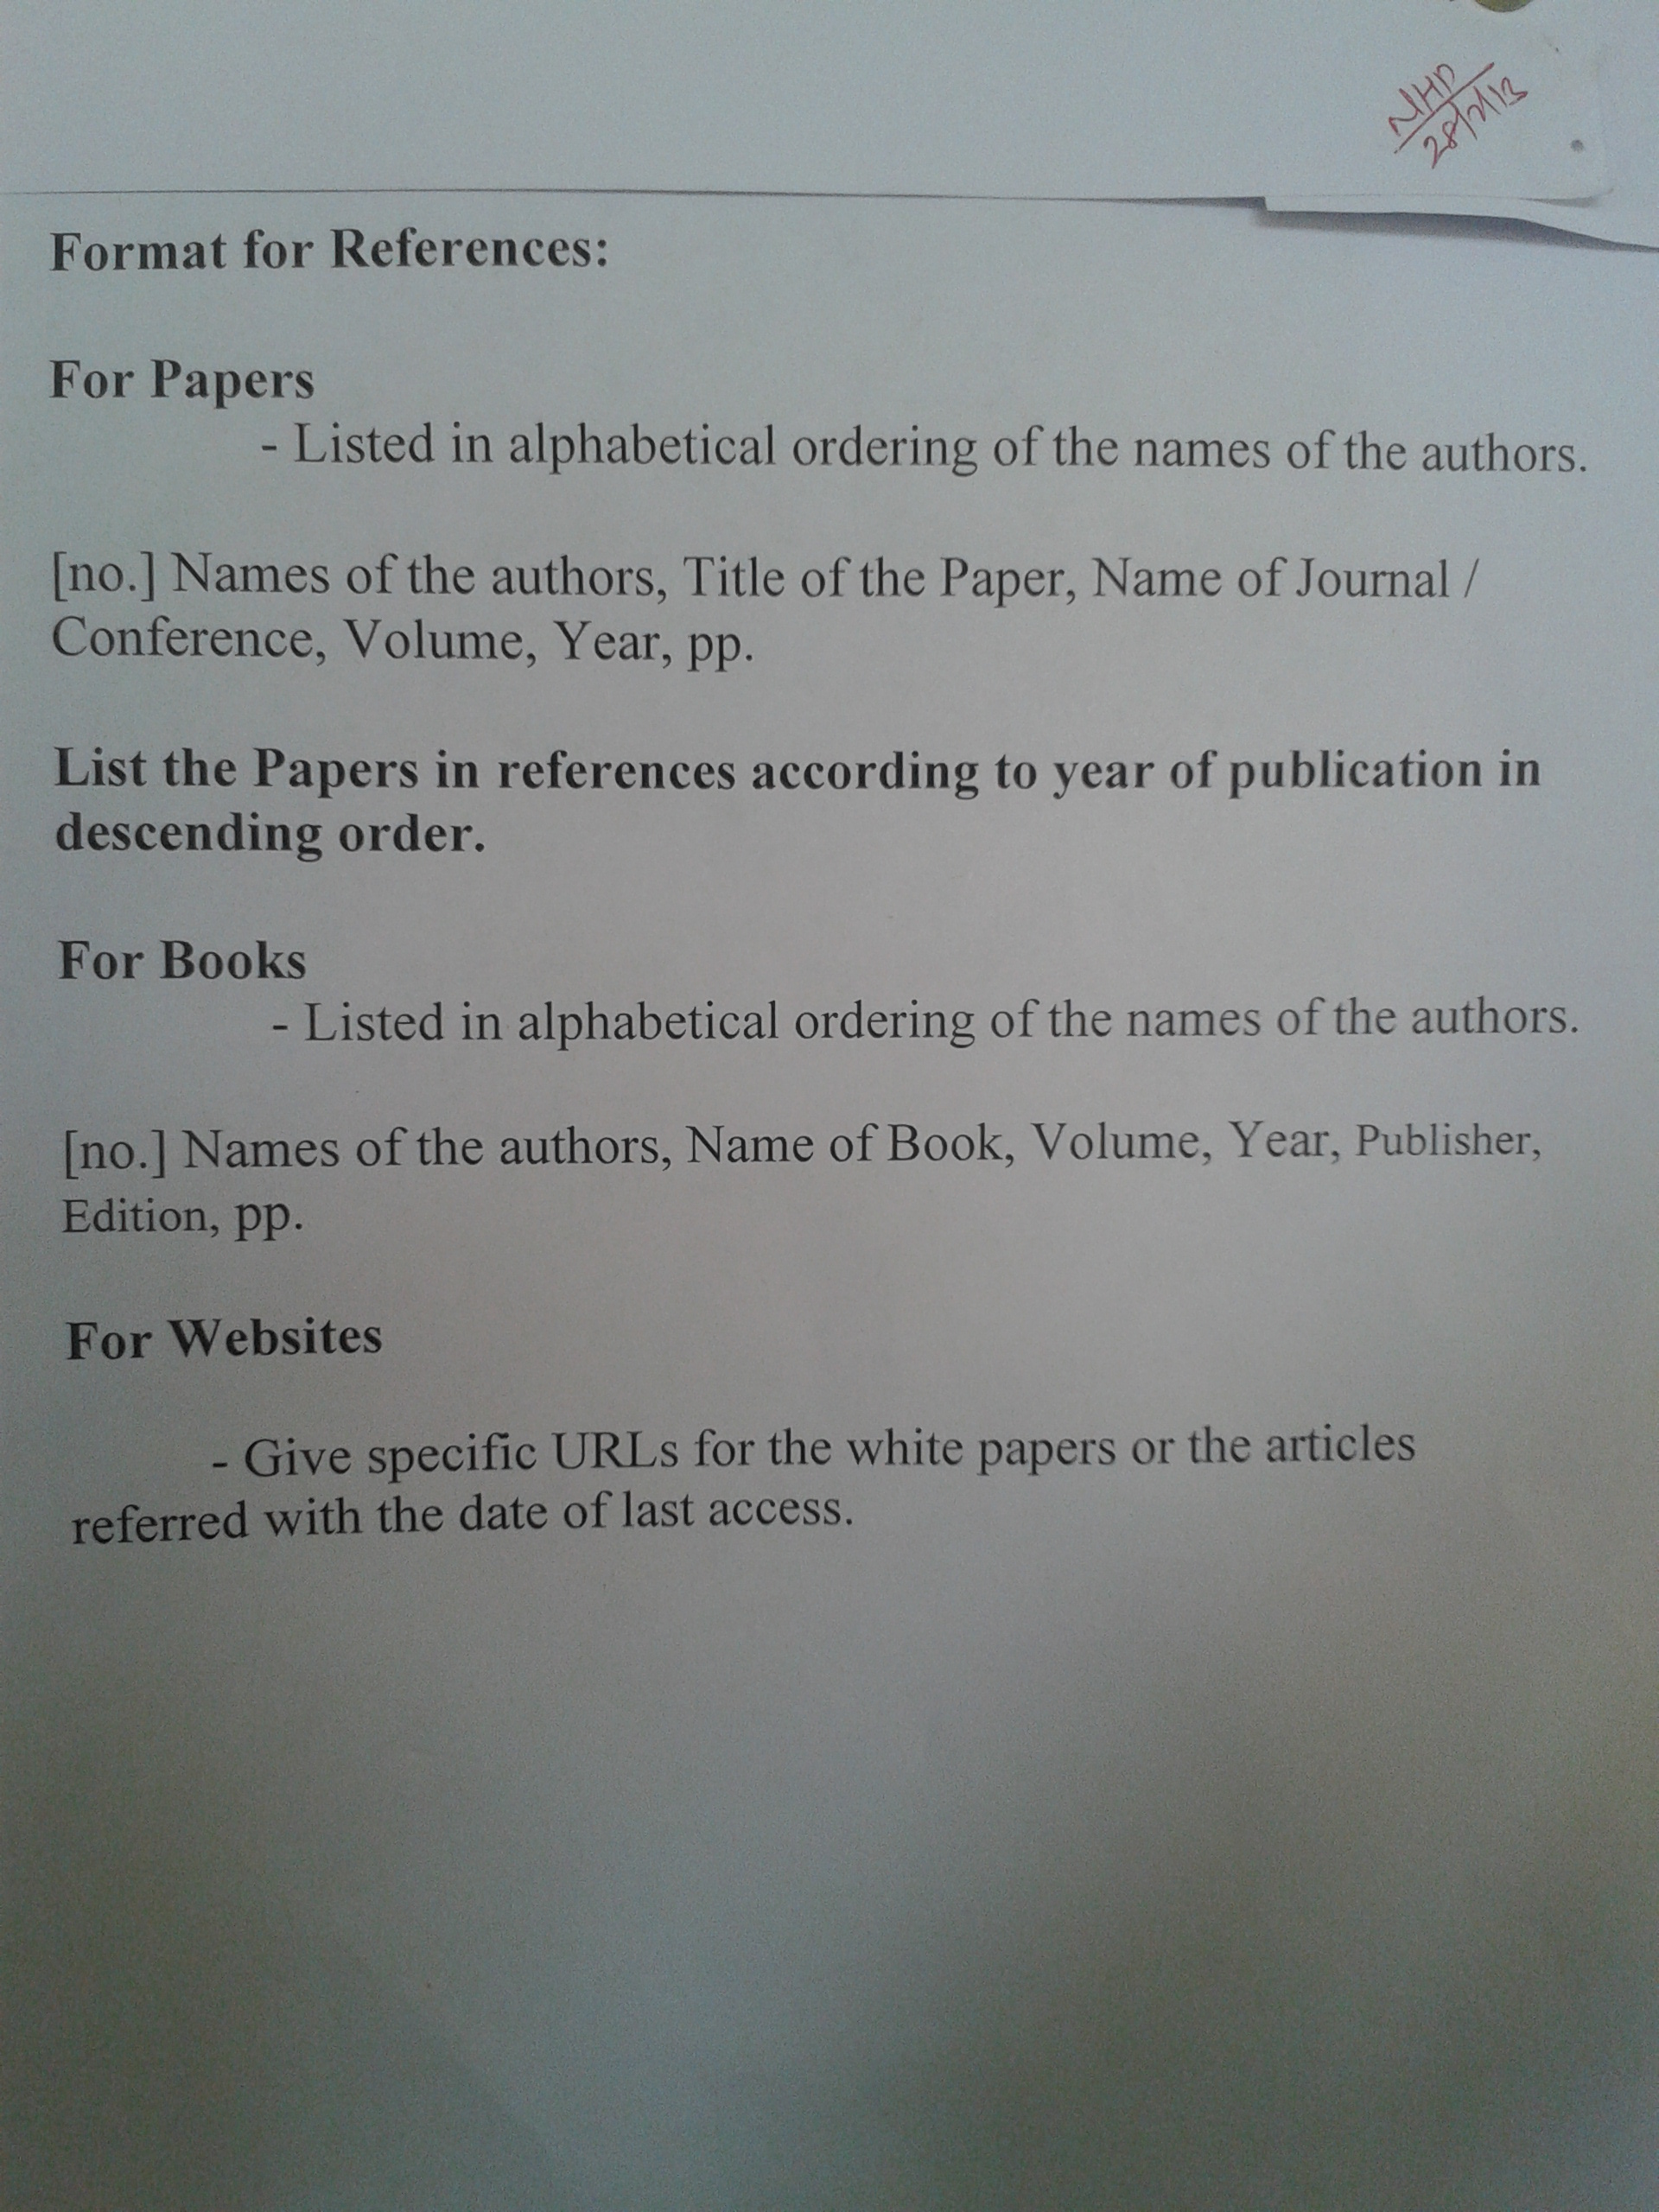 Format for References:
For Papers
- Listed in alphabetical ordering of the names of the authors.
[no.] Names of the authors, Title of the Paper, Name of Journal /
Conference, Volume, Year, pp.
List the Papers in references according to year of publication in
descending order.
For Books
- Listed in alphabetical ordering of the names of the authors.
[no.] Names of the authors, Name of Book, Volume, Year, Publisher,
Edition, pp.
For Websites
- Give specific URLs for the white papers or the articles
referred with the date of last access.